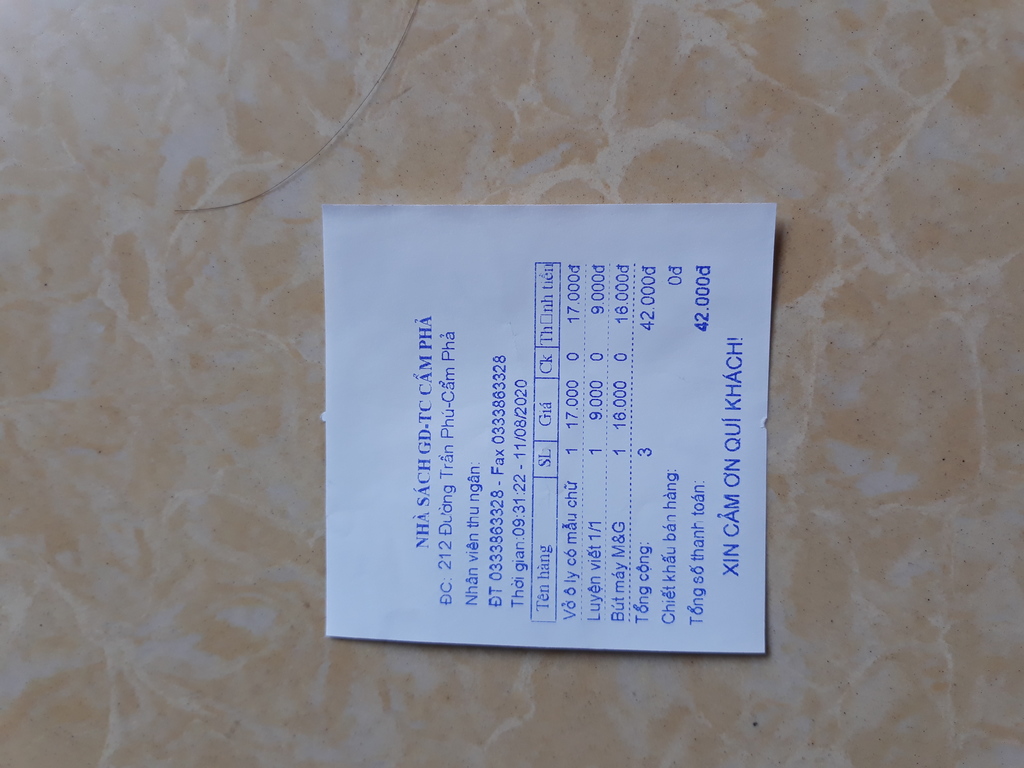 NHÀ SÁCH GD-TC CẨM PHẢ
ĐC: 212 Đường Trần Phú-Cẩm Phả
Nhân viên thu ngân:
ĐT 0333863328 - Fax 0333863328
Thời gian:09:31:22 - 11/08/2020
Tên hàng SL Giá Ck Th□nh tiền
Vở ô ly có mẫu chữ 1 17.000 0 17.000đ
Luyện viết 1/1 1 9.000 0 9.000đ
Bút máy M&G 1 16.000 0 16.000đ
Tổng cộng: 3 42.000đ
Chiết khấu bán hàng: 0đ
Tổng số thanh toán: 42.000đ
XIN CẢM ƠN QUÍ KHÁCH!